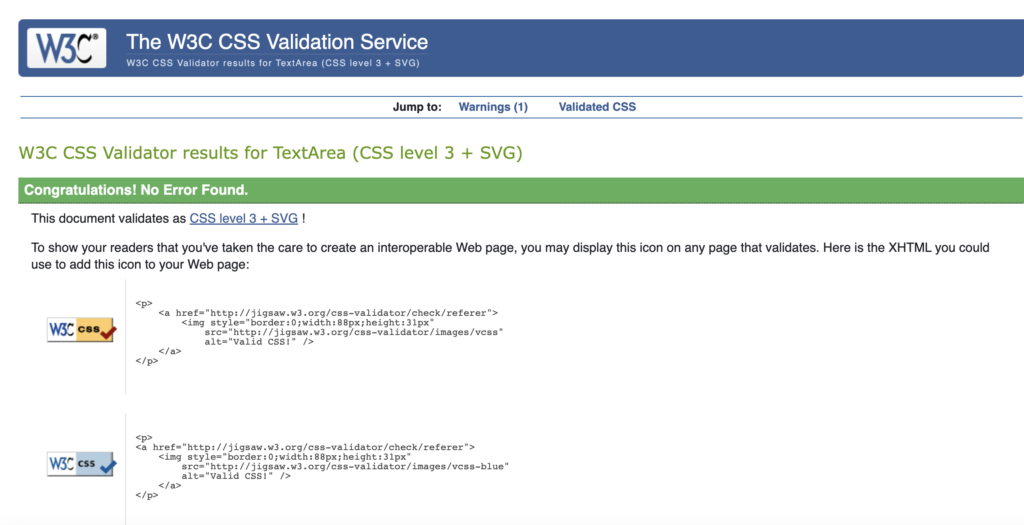 W3C®
The W3C CSS Validation Service
W3C CSS Validator results for TextArea (CSS level 3 + SVG)
Jump to: Warnings (1) Validated CSS
W3C CSS Validator results for TextArea (CSS level 3 + SVG)
Congratulations! No Error Found.
This document validates as CSS level 3 + SVG !
To show your readers that you've taken the care to create an interoperable Web page, you may display this icon on any page that validates. Here is the XHTML you could
use to add this icon to your Web page:
W3C css
<p>
<a href="http://jigsaw.w3.org/css-validator/check/referer">
<img style="border:0;width:88px;height:31px"
src="http://jigsaw.w3.org/css-validator/images/vcss"
alt="Valid CSS!" />
</a>
</p>
W3C css
<p>
<a href="http://jigsaw.w3.org/css-validator/check/referer">
<img style="border:0;width:88px;height:31px"
src="http://jigsaw.w3.org/css-validator/images/vcss-blue"
alt="Valid CSS!" />
</a>
</p>